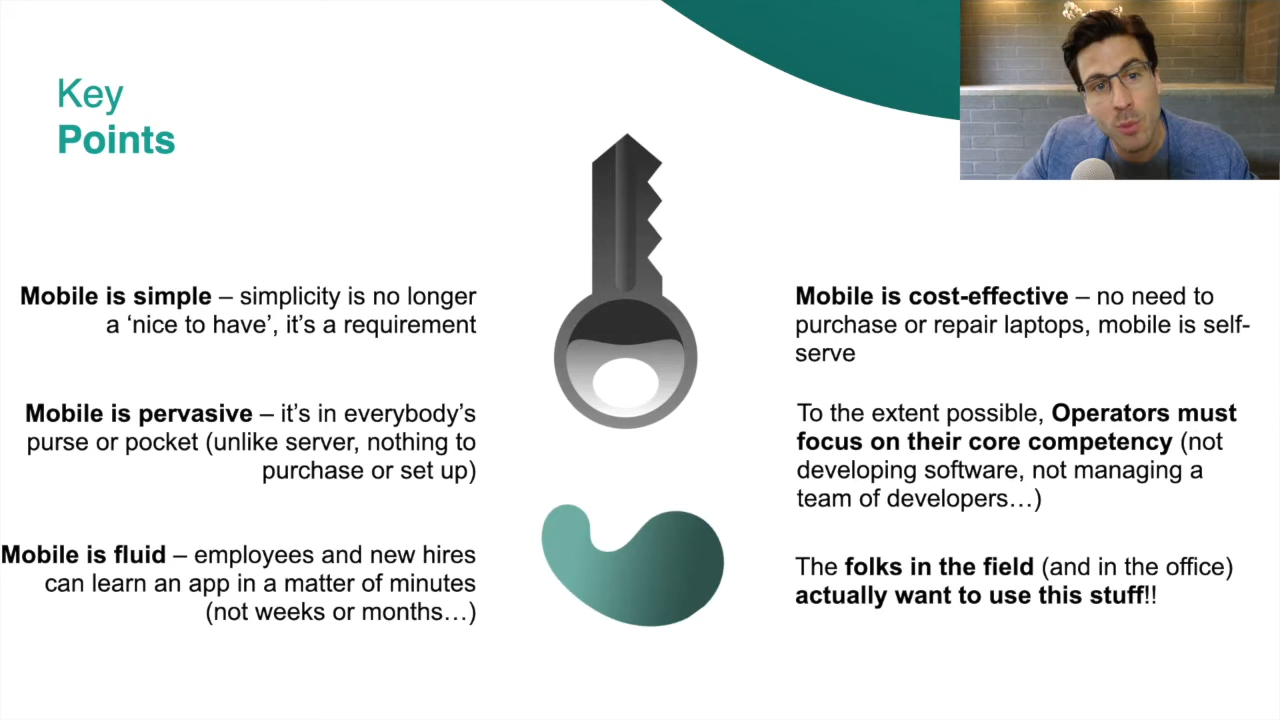 Key
Points
Mobile is simple – simplicity is no longer
a ‘nice to have’, it’s a requirement
Mobile is pervasive – it’s in everybody’s
purse or pocket (unlike server, nothing to
purchase or set up)
Mobile is fluid – employees and new hires
can learn an app in a matter of minutes
(not weeks or months…)
Mobile is cost-effective – no need to
purchase or repair laptops, mobile is self-
serve
To the extent possible, Operators must
focus on their core competency (not
developing software, not managing a
team of developers…)
The folks in the field (and in the office)
actually want to use this stuff!!